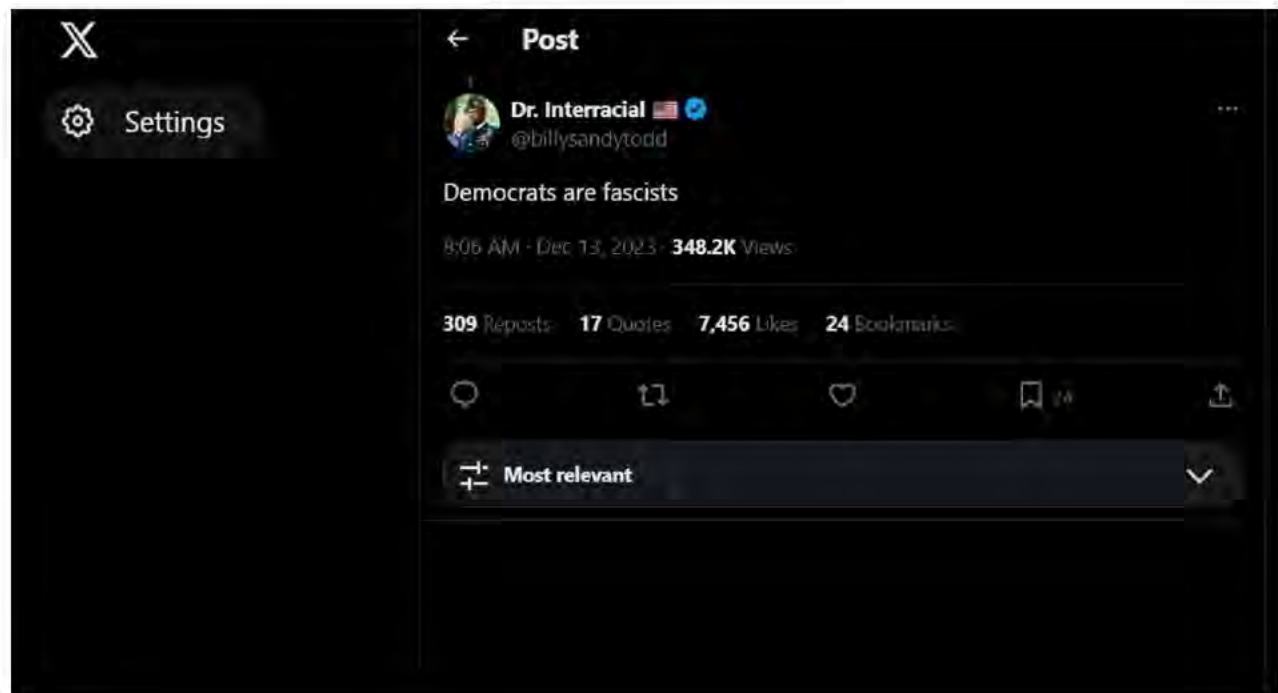 X
Settings
Post
Dr. Interracial
@billysandytodd
Democrats are fascists
8:06 AM · Dec 13, 2023 · 348.2K Views
309 Reposts 17 Quotes 7,456 Likes 24 Bookmarks
24
Most relevant